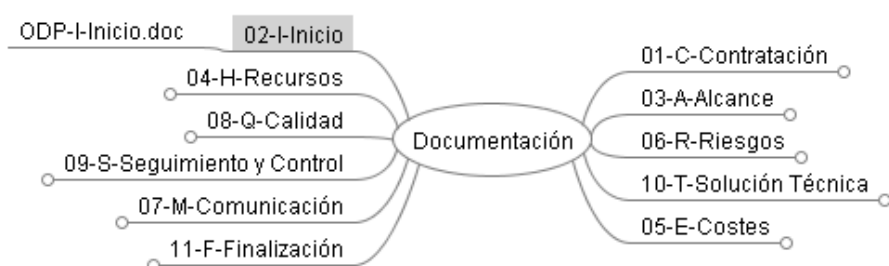 ODP-I-Inicio.doc
02-I-Inicio
04-H-Recursos
08-Q-Calidad
09-S-Seguimiento y Control
07-M-Comunicación
11-F-Finalización
Documentación
01-C-Contratación
03-A-Alcance
06-R-Riesgos
10-T-Solución Técnica
05-E-Costes